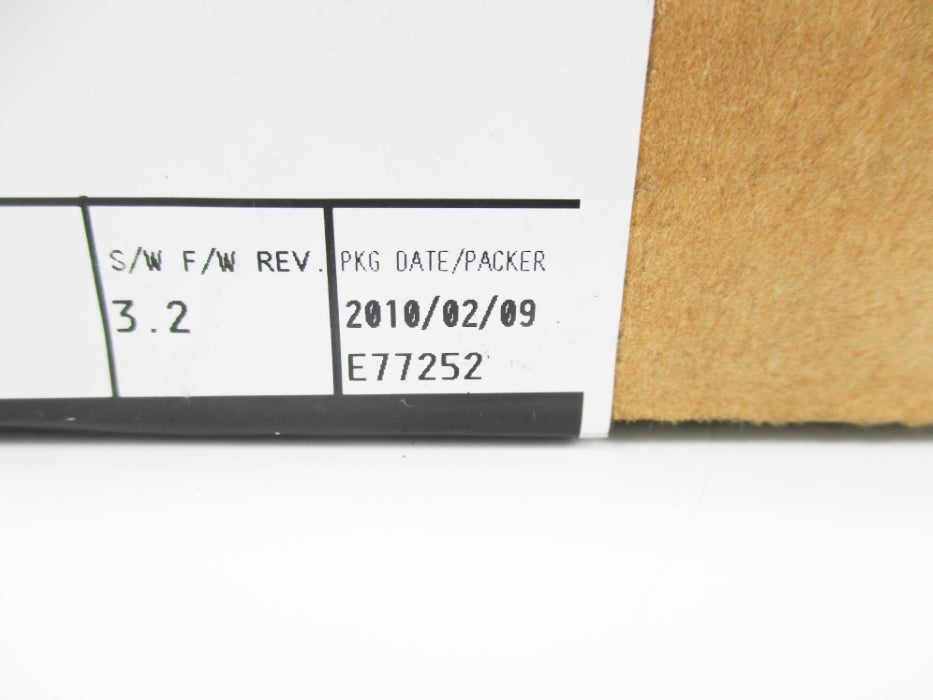 S/W F/W REV.
3.2
PKG DATE/PACKER
2010/02/09
E77252